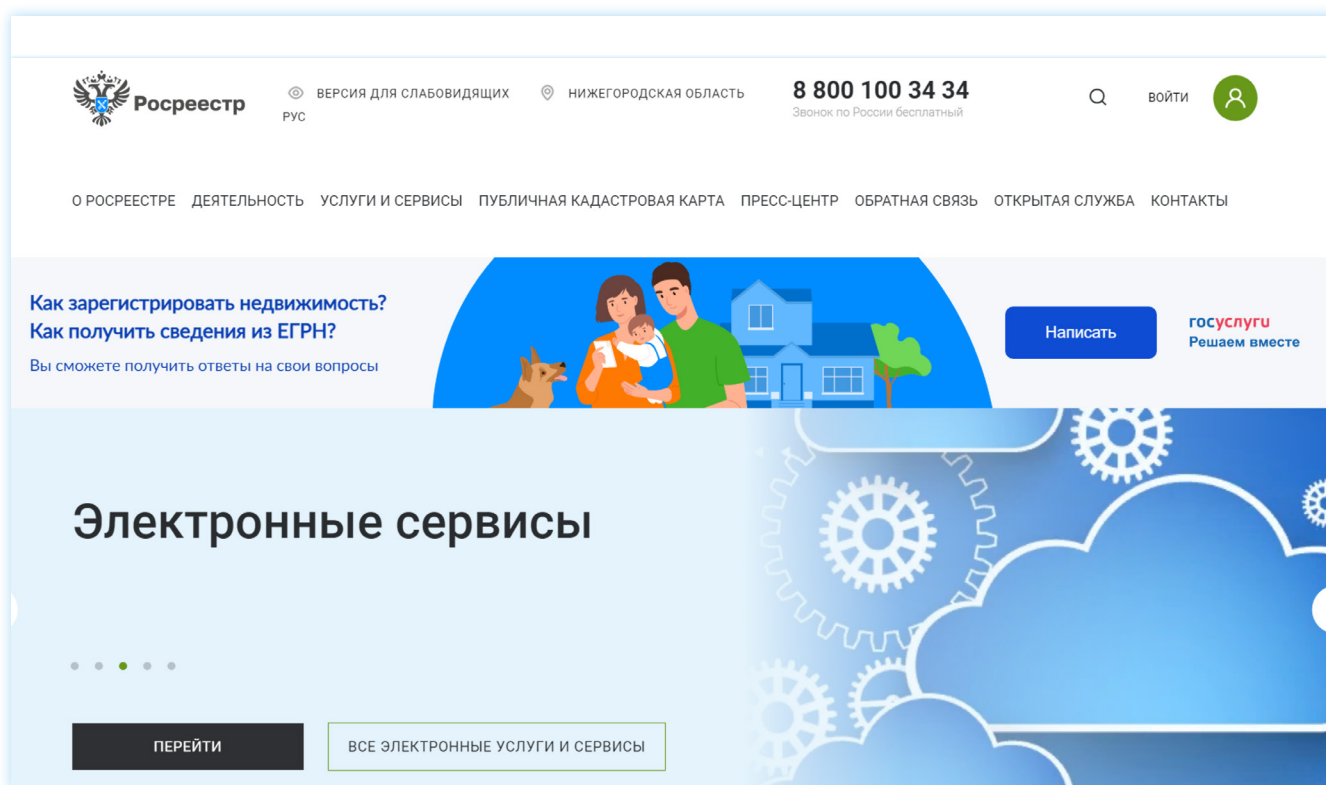 Росреестр
ВЕРСИЯ ДЛЯ СЛАБОВИДЯЩИХ
НИЖЕГОРОДСКАЯ ОБЛАСТЬ
РУС
8 800 100 34 34
Звонок по России бесплатный
ВОЙТИ
О РОСРЕЕСТРЕ ДЕЯТЕЛЬНОСТЬ УСЛУГИ И СЕРВИСЫ ПУБЛИЧНАЯ КАДАСТРОВАЯ КАРТА ПРЕСС-ЦЕНТР ОБРАТНАЯ СВЯЗЬ ОТКРЫТАЯ СЛУЖБА КОНТАКТЫ
Как зарегистрировать недвижимость?
Как получить сведения из ЕГРН?
Вы сможете получить ответы на свои вопросы
Написать
госуслуги
Решаем вместе
Электронные сервисы
ПЕРЕЙТИ
ВСЕ ЭЛЕКТРОННЫЕ УСЛУГИ И СЕРВИСЫ